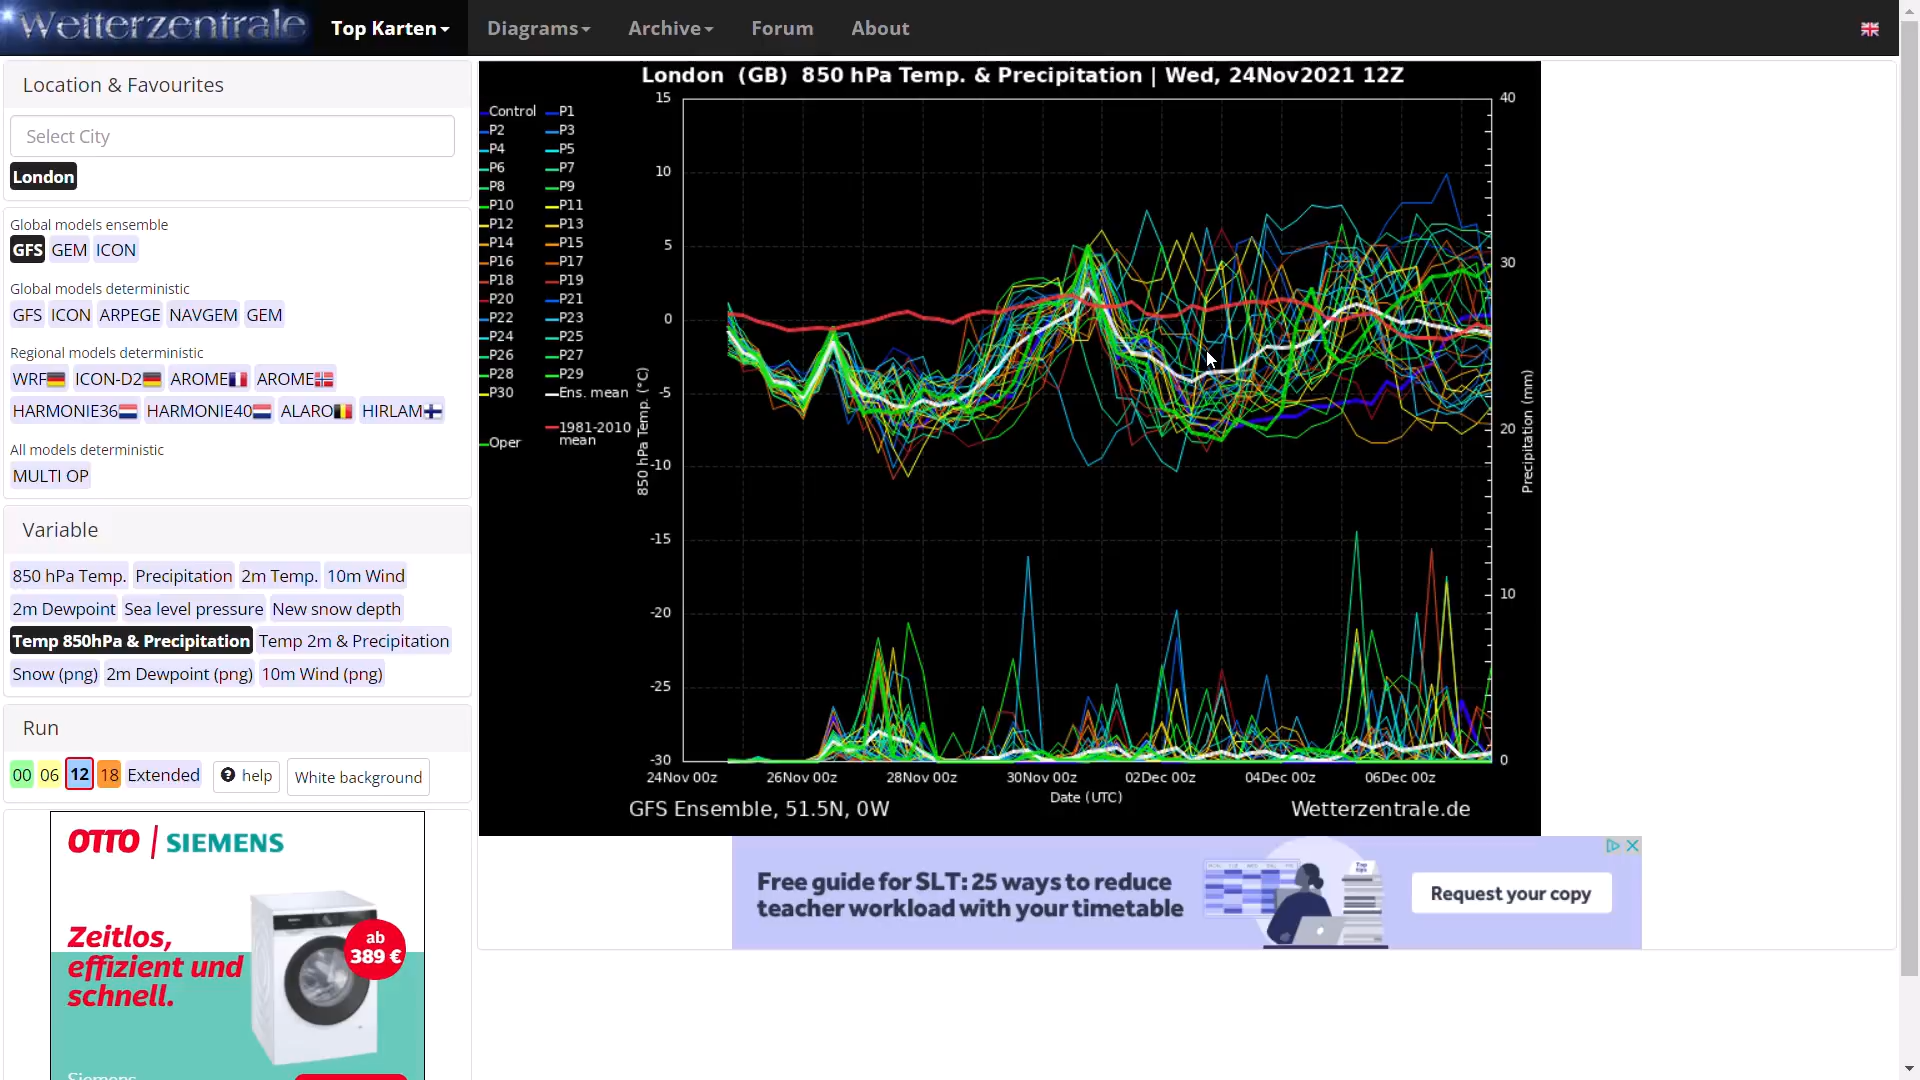 Wetterzentrale
Top Karten
Diagrams
Archive
Forum
About
Location & Favourites
Select City
London
Global models ensemble
GFS GEM ICON
Global models deterministic
GFS ICON ARPEGE NAVGEM GEM
Regional models deterministic
WRF ICON-D2 AROME AROME
HARMONIE36 HARMONIE40 ALARO HIRLAM
All models deterministic
MULTI OP
Variable
850 hPa Temp. Precipitation 2m Temp. 10m Wind
2m Dewpoint Sea level pressure New snow depth
Temp 850hPa & Precipitation Temp 2m & Precipitation
Snow (png) 2m Dewpoint (png) 10m Wind (png)
Run
00 06 12 18 Extended help White background
OTTO | SIEMENS
Zeitlos,
effizient und
schnell.
ab
389 €
Siemens
London (GB) 850 hPa Temp. & Precipitation | Wed, 24Nov2021 12Z
Control P1
P2 P3
P4 P5
P6 P7
P8 P9
P10 P11
P12 P13
P14 P15
P16 P17
P18 P19
P20 P21
P22 P23
P24 P25
P26 P27
P28 P29
P30 Ens. mean
1981-2010
mean
Oper
850 hPa Temp. (°C)
15
10
5
0
-5
-10
-15
-20
-25
-30
40
30
20
10
0
Precipitation (mm)
24Nov 00z 26Nov 00z 28Nov 00z 30Nov 00z 02Dec 00z 04Dec 00z 06Dec 00z
Date (UTC)
GFS Ensemble, 51.5N, 0W
Wetterzentrale.de
Free guide for SLT: 25 ways to reduce
teacher workload with your timetable
Top
tips
Request your copy